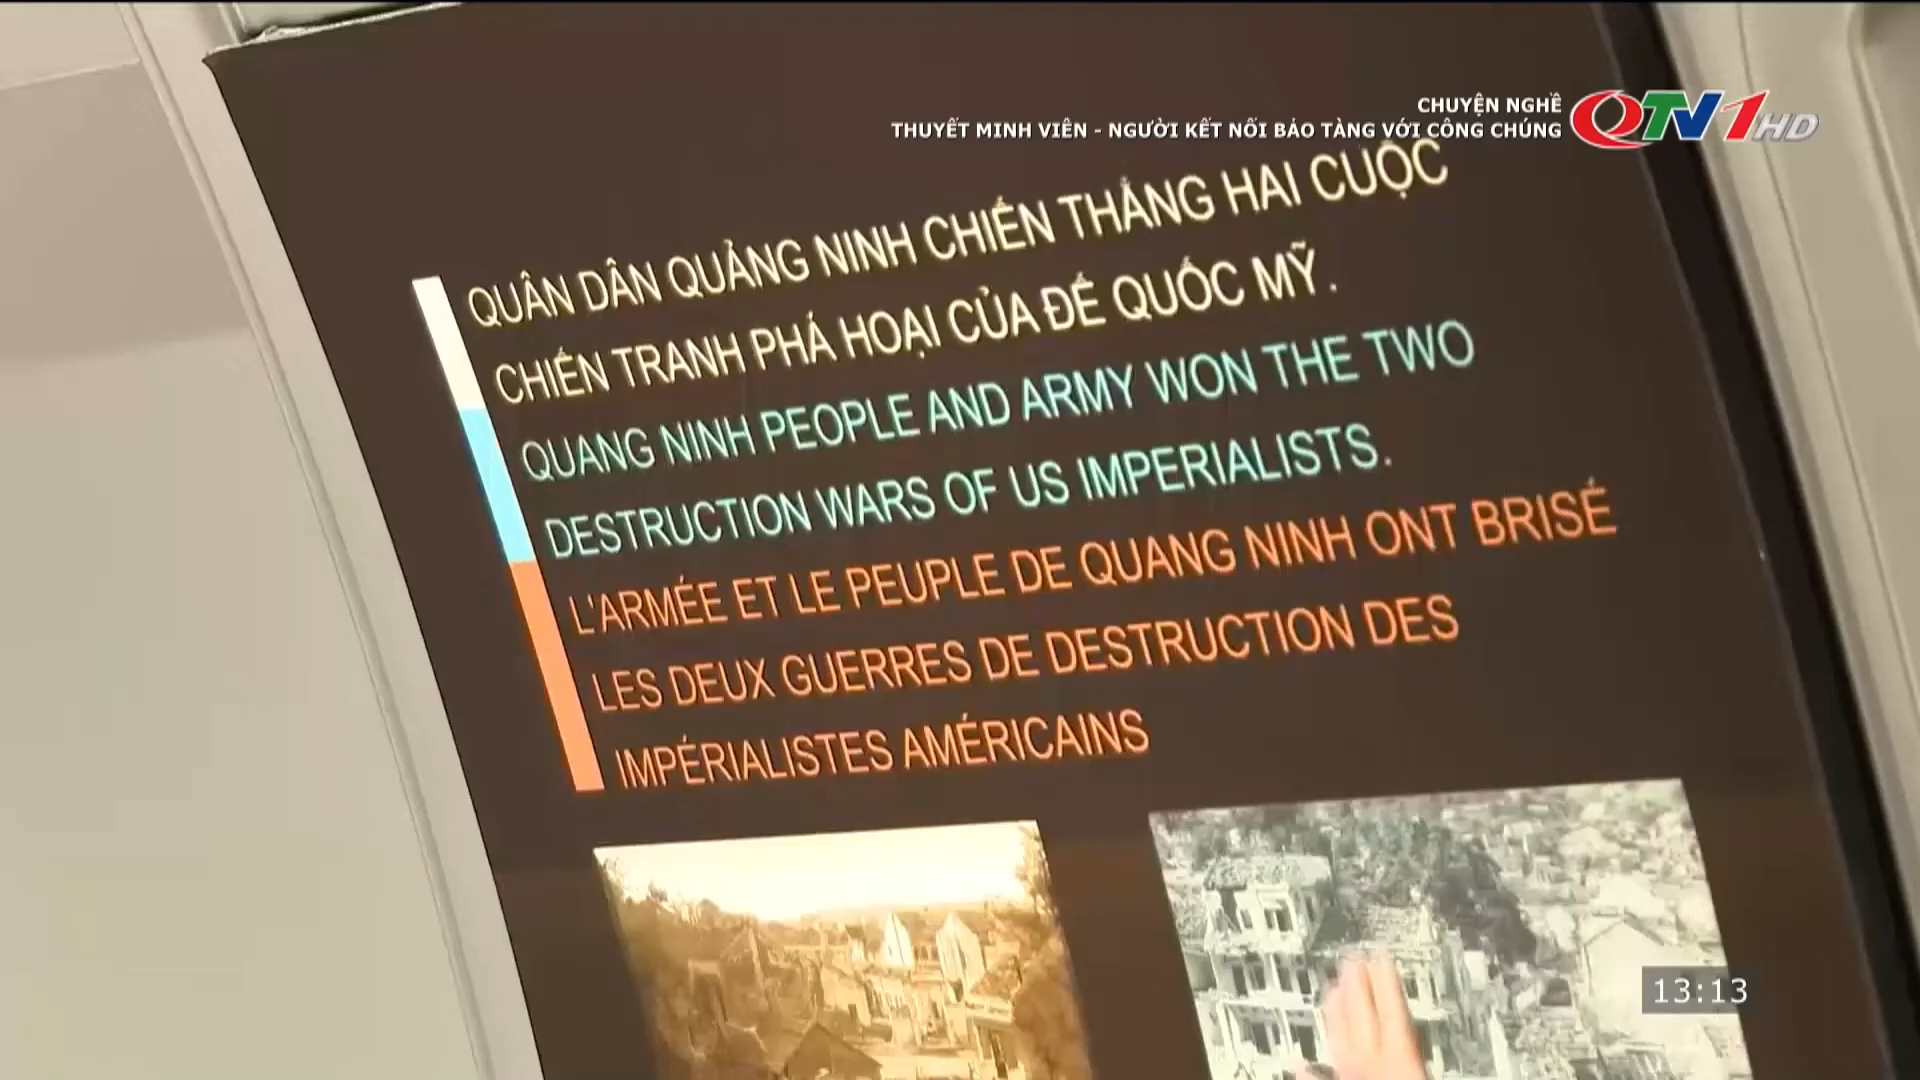 CHUYỆN NGHỀ
THUYẾT MINH VIÊN - NGƯỜI KẾT NỐI BẢO TÀNG VỚI CÔNG CHÚNG
QTV1HD
QUÂN DÂN QUẢNG NINH CHIẾN THẮNG HAI CUỘC
CHIẾN TRANH PHÁ HOẠI CỦA ĐẾ QUỐC MỸ.
QUANG NINH PEOPLE AND ARMY WON THE TWO
DESTRUCTION WARS OF US IMPERIALISTS.
L'ARMÉE ET LE PEUPLE DE QUANG NINH ONT BRISÉ
LES DEUX GUERRES DE DESTRUCTION DES
IMPÉRIALISTES AMÉRICAINS
13:13